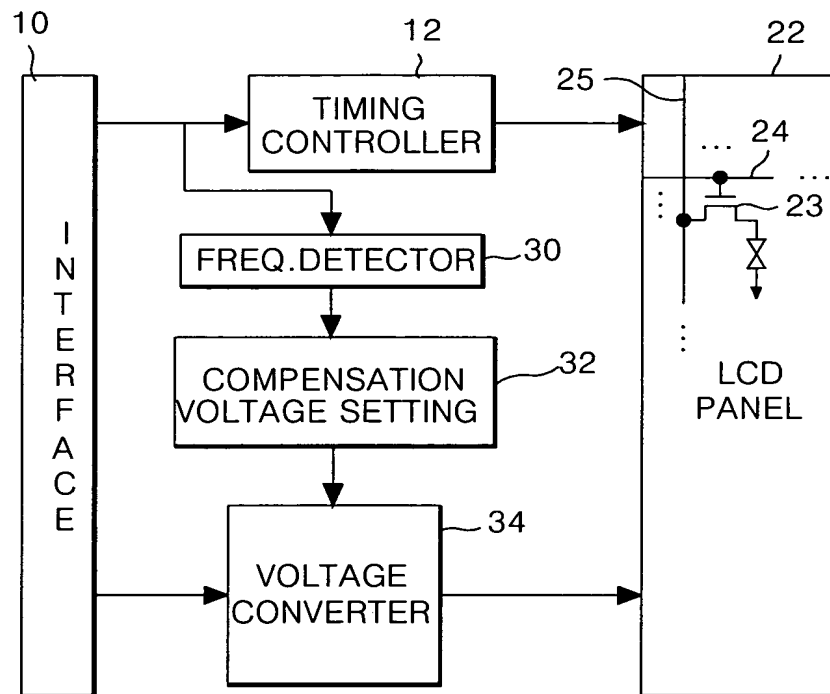 10
12
22
TIMING
CONTROLLER
25
...
24
...
...
23
INTERFACE
FREQ.DETECTOR
30
...
COMPENSATION
VOLTAGE SETTING
32
LCD
PANEL
34
VOLTAGE
CONVERTER